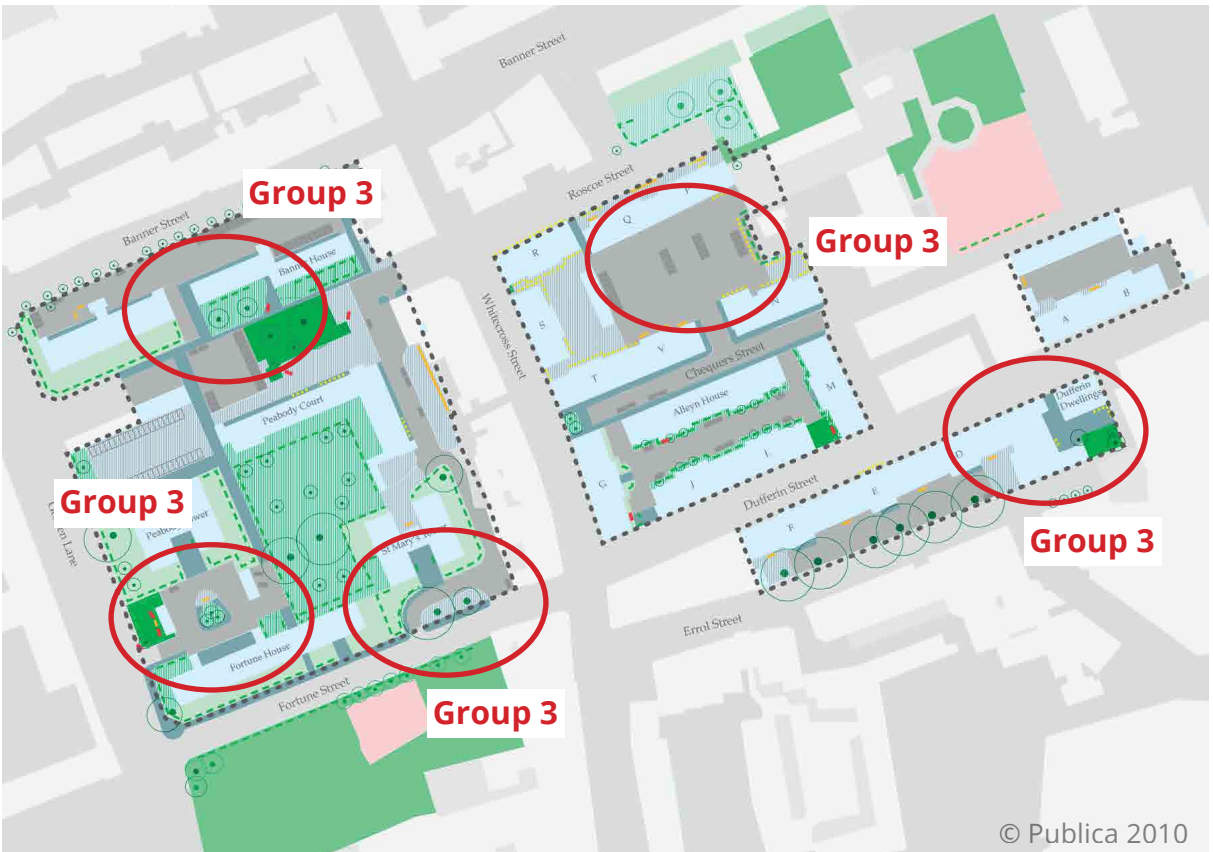 Banner Street
Banner Street
Group 3
Roscoe Street
Group 3
Banner House
Q
P
R
S
T
V
N
Whitecross Street
Chequers Street
Peabody Court
Alleyn House
M
L
J
G
A
B
Dufferin
Dwellings
D
E
F
Dufferin Street
Group 3
Group 3
Peabody Tower
St Mary's Tower
Golden Lane
Fortune House
Fortune Street
Group 3
Errol Street
© Publica 2010